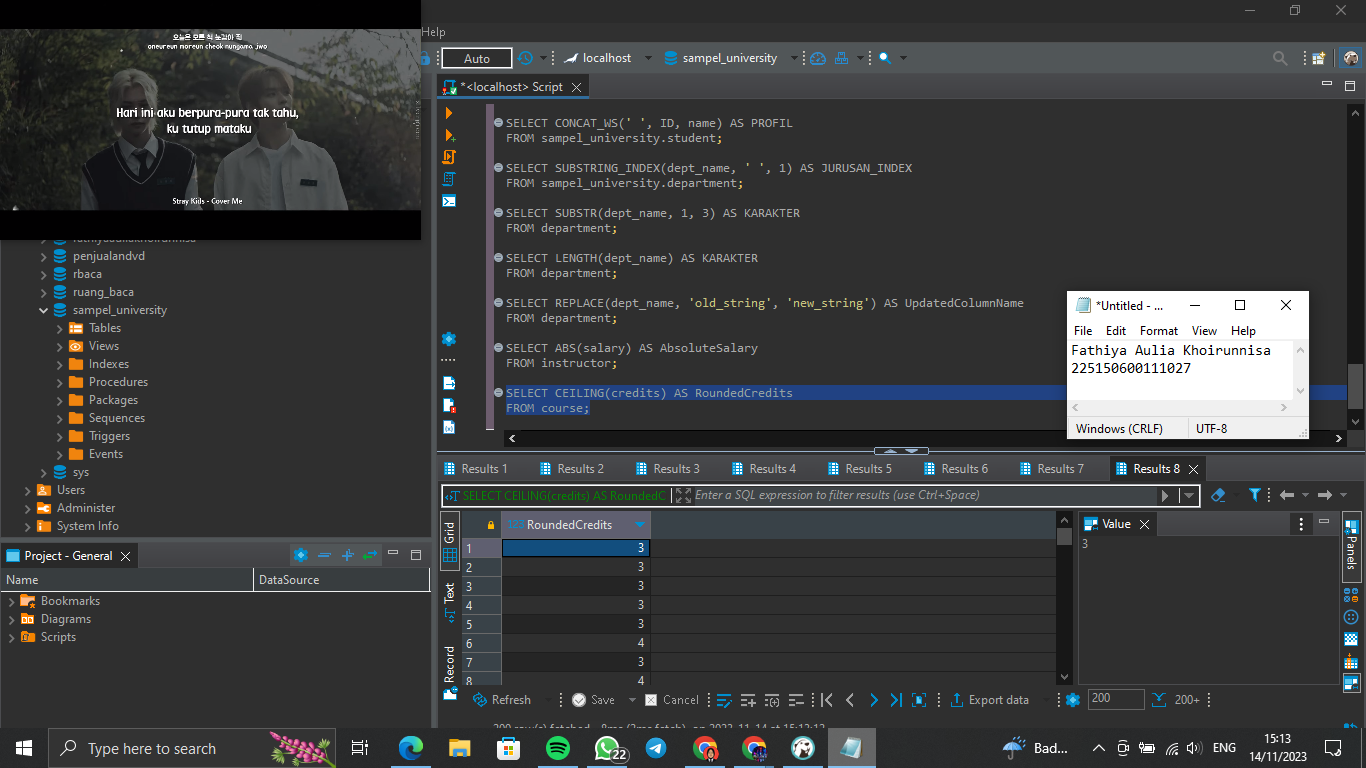 오늘은 모른 척 눈감아 줘
oneureun moreun cheok nungama jwo
Hari ini aku berpura-pura tak tahu,
ku tutup mataku
Stray Kids - Cover Me
Help
Auto
localhost
sampel_university
*<localhost> Script
SELECT CONCAT_WS(' ', ID, name) AS PROFIL
FROM sampel_university.student;
SELECT SUBSTRING_INDEX(dept_name, ' ', 1) AS JURUSAN_INDEX
FROM sampel_university.department;
SELECT SUBSTR(dept_name, 1, 3) AS KARAKTER
FROM department;
SELECT LENGTH(dept_name) AS KARAKTER
FROM department;
SELECT REPLACE(dept_name, 'old_string', 'new_string') AS UpdatedColumnName
FROM department;
SELECT ABS(salary) AS AbsoluteSalary
FROM instructor;
SELECT CEILING(credits) AS RoundedCredits
FROM course;
penjualandvd
rbaca
ruang_baca
sampel_university
Tables
Views
Indexes
Procedures
Packages
Sequences
Triggers
Events
sys
Users
Administer
System Info
*Untitled - ...
File Edit Format View Help
Fathiya Aulia Khoirunnisa
225150600111027
Windows (CRLF) UTF-8
Results 1 Results 2 Results 3 Results 4 Results 5 Results 6 Results 7 Results 8
SELECT CEILING(credits) AS RoundedC Enter a SQL expression to filter results (use Ctrl+Space)
Grid
Text
Record
123 RoundedCredits
1 3
2 3
3 3
4 3
5 3
6 4
7 3
8 4
Value
3
Panels
Project - General
Name DataSource
Bookmarks
Diagrams
Scripts
Refresh Save Cancel Export data 200 200+
200 row(s) fetched
Type here to search
22
Bad...
ENG
15:13
14/11/2023